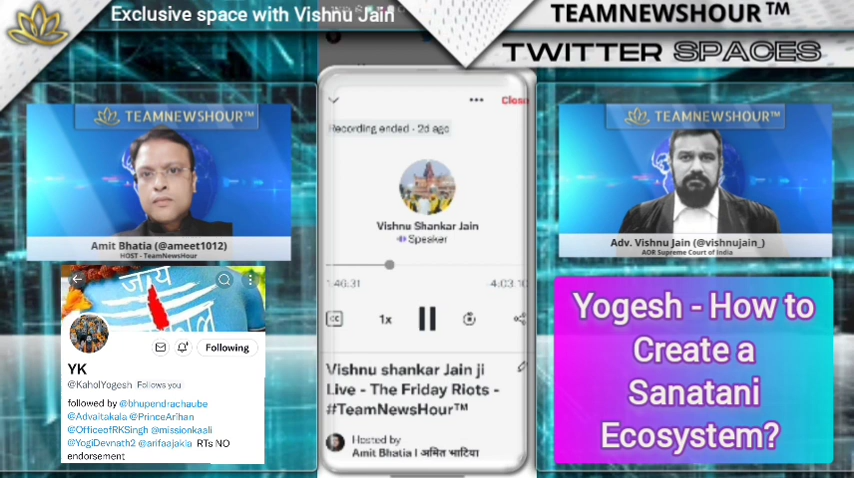 Exclusive space with Vishnu Jain
TEAMNEWSHOUR™
TWITTER SPACES
TEAMNEWSHOUR™
Amit Bhatia (@ameet1012)
HOST - TeamNewsHour
जय
YK
@KaholYogesh Follows you
Following
followed by @bhupendrachaube
@Advaitakala @PrinceArihan
@OfficeofRKSingh @missionkaali
@YogiDevnath2 @arifaajakia RTs NO
endorsement
Close
Recording ended · 2d ago
Vishnu Shankar Jain
Speaker
1:46:31
-4:03:10
CC
1x
Vishnu shankar Jain ji
Live - The Friday Riots -
#TeamNewsHour™
Hosted by
Amit Bhatia | अमित भाटिया
TEAMNEWSHOUR™
Adv. Vishnu Jain (@vishnujain_)
AOR Supreme Court of India
Yogesh - How to
Create a
Sanatani
Ecosystem?